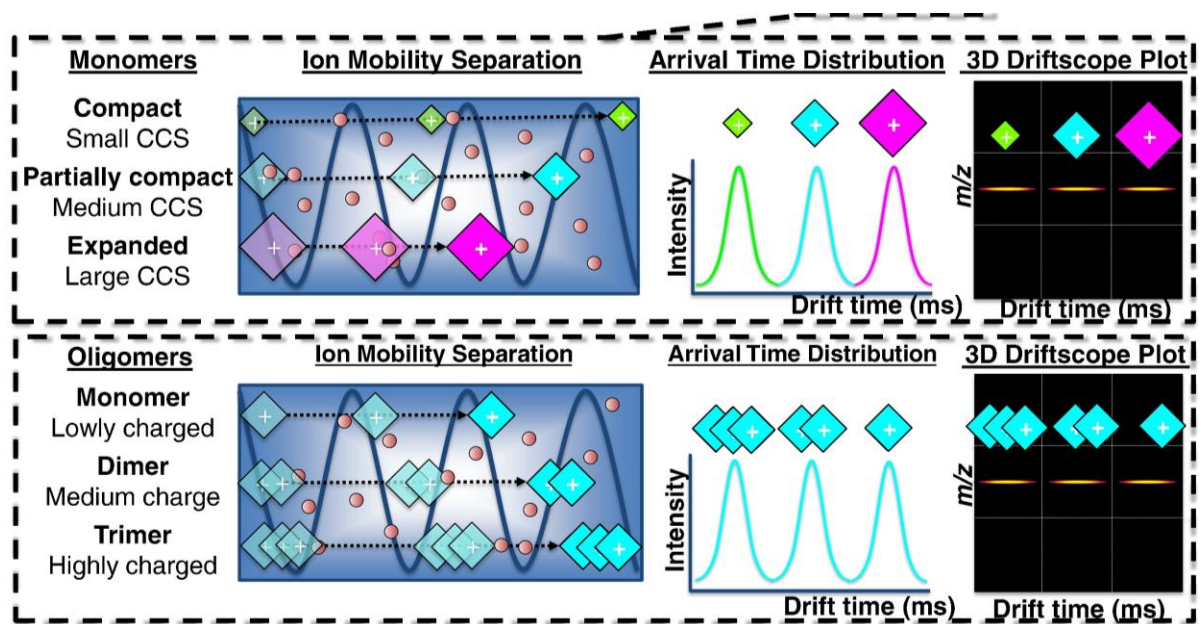 Monomers
Ion Mobility Separation
Arrival Time Distribution
3D Driftscope Plot
Compact
Small CCS
Partially compact
Medium CCS
Expanded
Large CCS
+ + +
+ + +
+ + +
Intensity
Drift time (ms)
+ + +
+ + +
m/z
Drift time (ms)
Oligomers
Ion Mobility Separation
Arrival Time Distribution
3D Driftscope Plot
Monomer
Lowly charged
Dimer
Medium charge
Trimer
Highly charged
+ + +
+ + +
+ + +
Intensity
Drift time (ms)
+ + +
+ + +
m/z
Drift time (ms)